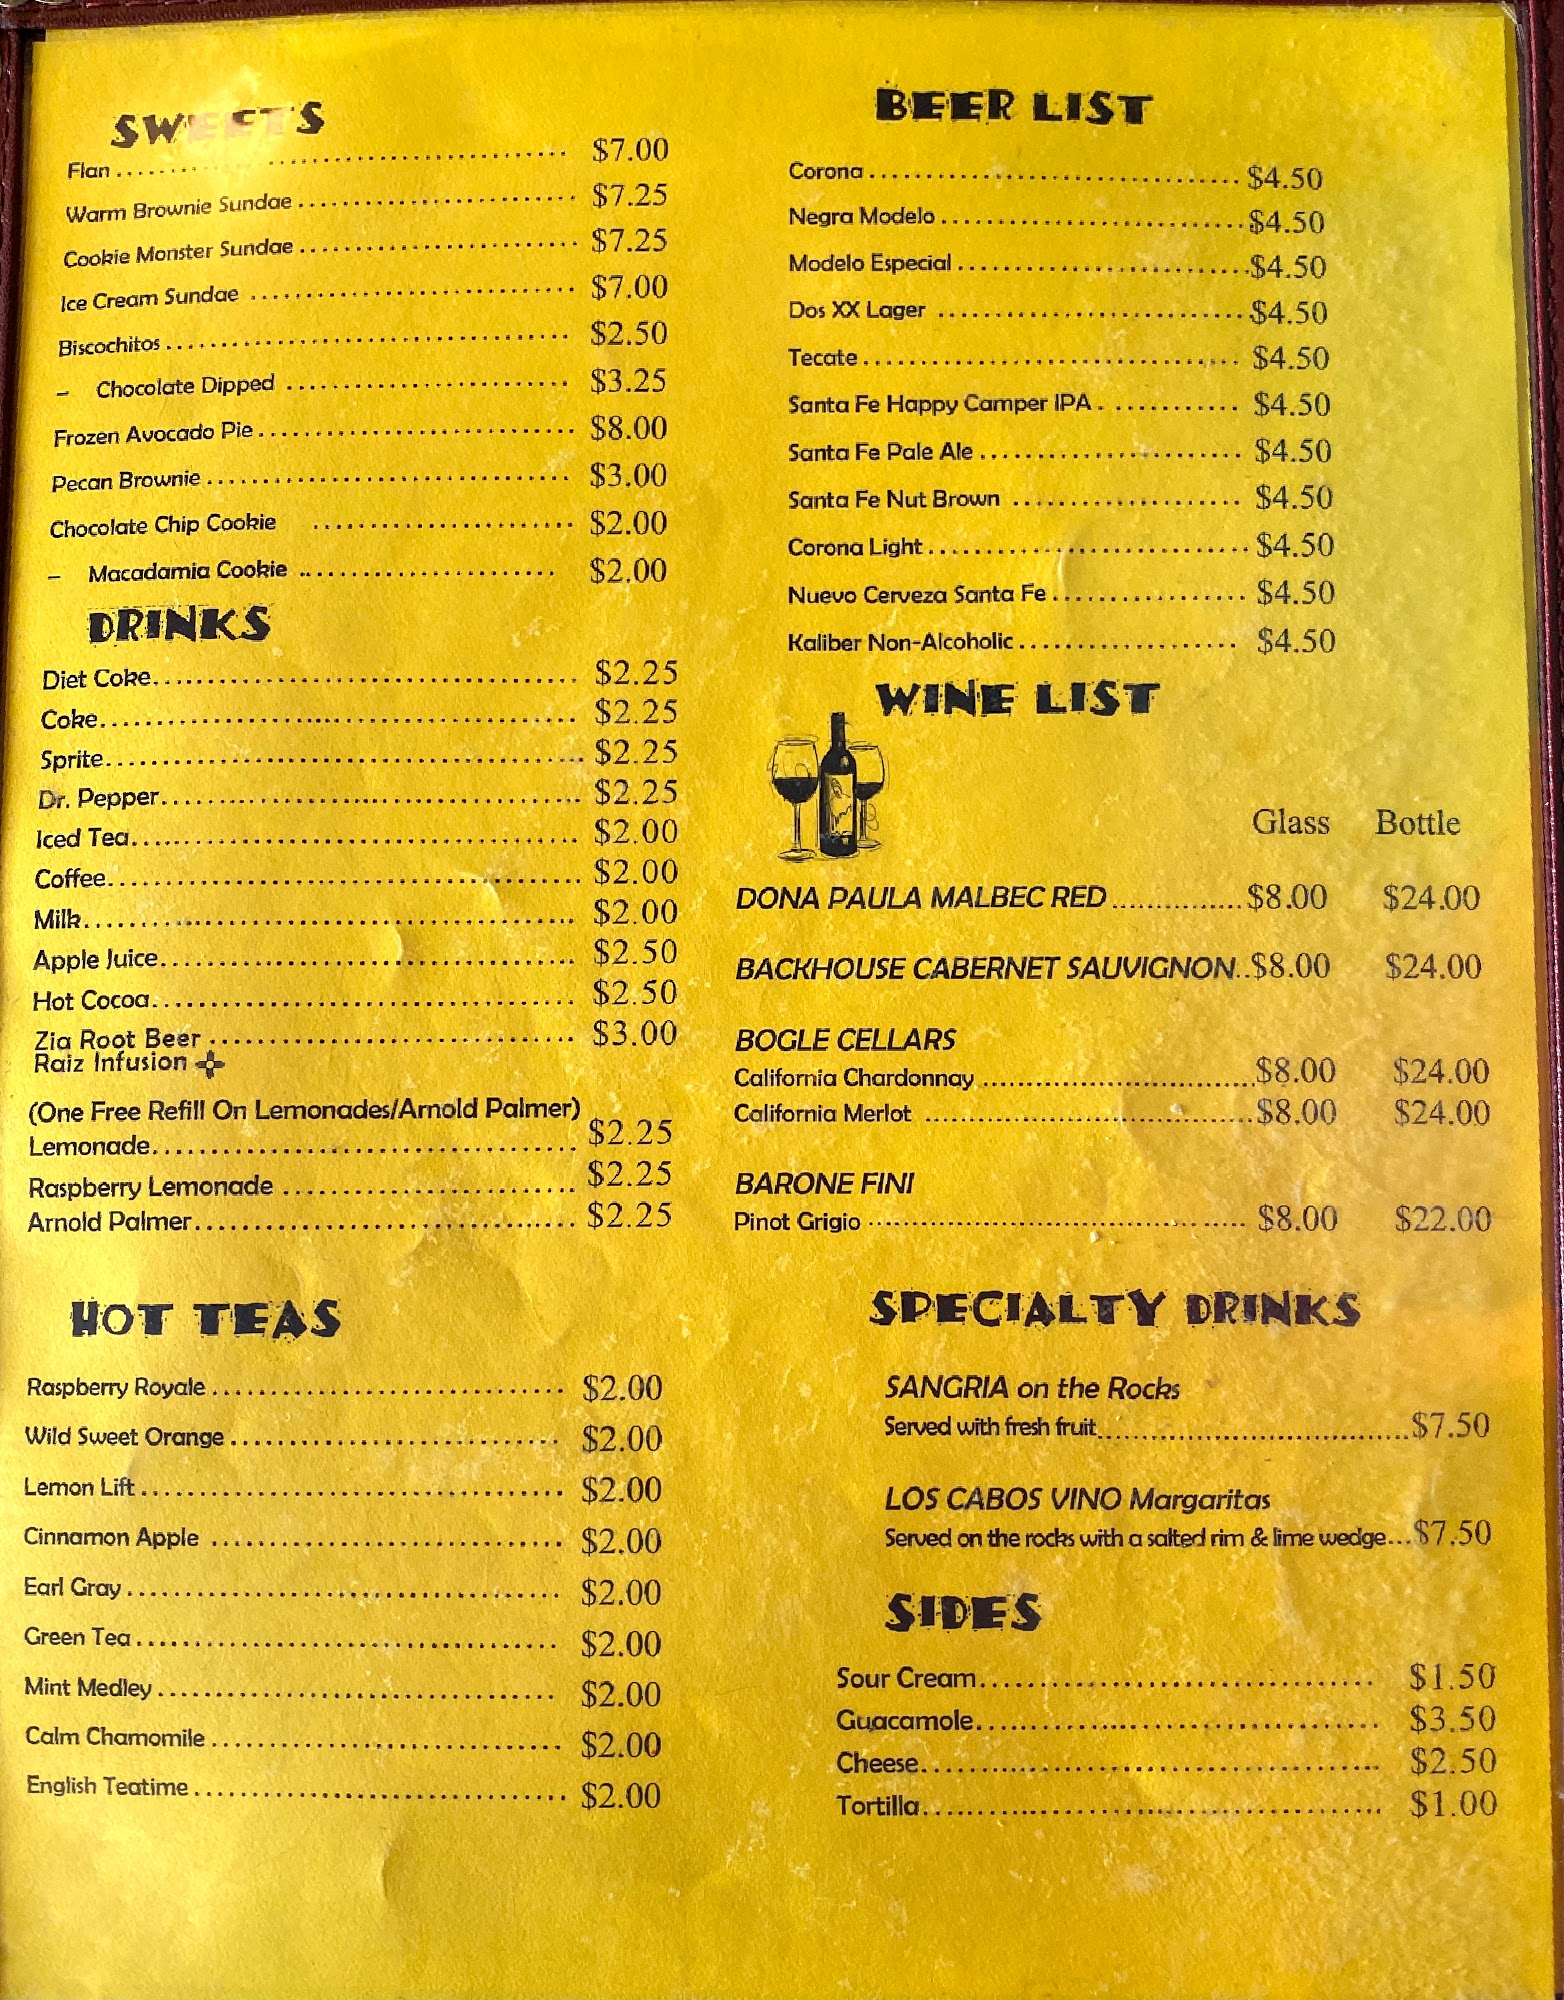 SWEETS
Flan ........................................ $7.00
Warm Brownie Sundae ........................ $7.25
Cookie Monster Sundae ........................ $7.25
Ice Cream Sundae ............................ $7.00
Biscochitos ................................... $2.50
– Chocolate Dipped ......................... $3.25
Frozen Avocado Pie ............................ $8.00
Pecan Brownie ................................ $3.00
Chocolate Chip Cookie ....................... $2.00
– Macadamia Cookie ...................... $2.00
DRINKS
Diet Coke..................................... $2.25
Coke......................................... $2.25
Sprite......................................... $2.25
Dr. Pepper.................................... $2.25
Iced Tea...................................... $2.00
Coffee........................................ $2.00
Milk.......................................... $2.00
Apple Juice................................... $2.50
Hot Cocoa.................................... $2.50
Zia Root Beer ................................ $3.00
Raiz Infusion
(One Free Refill On Lemonades/Arnold Palmer)
Lemonade.................................... $2.25
Raspberry Lemonade ......................... $2.25
Arnold Palmer................................. $2.25
HOT TEAS
Raspberry Royale .............................. $2.00
Wild Sweet Orange ............................ $2.00
Lemon Lift .................................... $2.00
Cinnamon Apple .............................. $2.00
Earl Gray ..................................... $2.00
Green Tea .................................... $2.00
Mint Medley .................................. $2.00
Calm Chamomile .............................. $2.00
English Teatime ................................ $2.00
BEER LIST
Corona ................................ $4.50
Negra Modelo .......................... $4.50
Modelo Especial ......................... $4.50
Dos XX Lager .......................... $4.50
Tecate ................................. $4.50
Santa Fe Happy Camper IPA. ........... $4.50
Santa Fe Pale Ale ....................... $4.50
Santa Fe Nut Brown .................... $4.50
Corona Light ............................ $4.50
Nuevo Cerveza Santa Fe ................. $4.50
Kaliber Non-Alcoholic ................... $4.50
WINE LIST
Glass Bottle
DONA PAULA MALBEC RED ............... $8.00 $24.00
BACKHOUSE CABERNET SAUVIGNON..$8.00 $24.00
BOGLE CELLARS
California Chardonnay ................................ $8.00 $24.00
California Merlot ....................................... $8.00 $24.00
BARONE FINI
Pinot Grigio ............................................. $8.00 $22.00
SPECIALTY DRINKS
SANGRIA on the Rocks
Served with fresh fruit..................................$7.50
LOS CABOS VINO Margaritas
Served on the rocks with a salted rim & lime wedge...$7.50
SIDES
Sour Cream.................................. $1.50
Guacamole................................... $3.50
Cheese........................................ $2.50
Tortilla........................................ $1.00